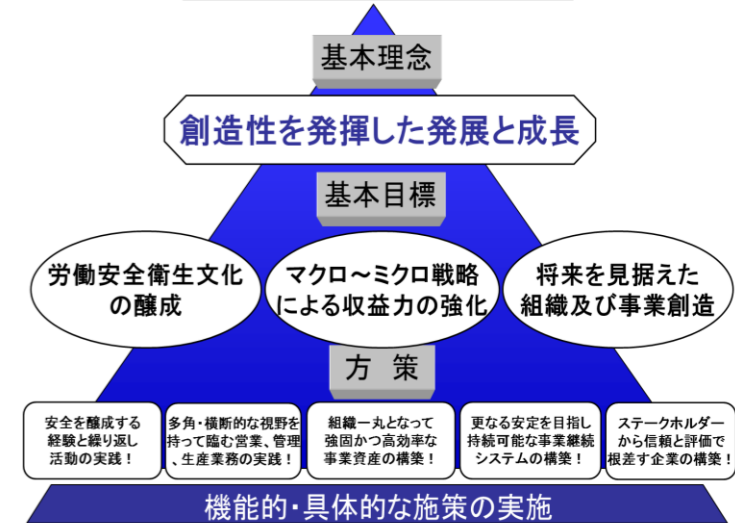 基本理念
創造性を発揮した発展と成長
基本目標
労働安全衛生文化
の醸成
マクロ～ミクロ戦略
による収益力の強化
将来を見据えた
組織及び事業創造
方 策
安全を醸成する
経験と繰り返し
活動の実践！
多角・横断的な視野を
持って臨む営業、管理
、生産業務の実践！
組織一丸となって
強固かつ高効率な
事業資産の構築！
更なる安定を目指し
持続可能な事業継続
システムの構築！
ステークホルダー
から信頼と評価で
根差す企業の構築！
機能的・具体的な施策の実施